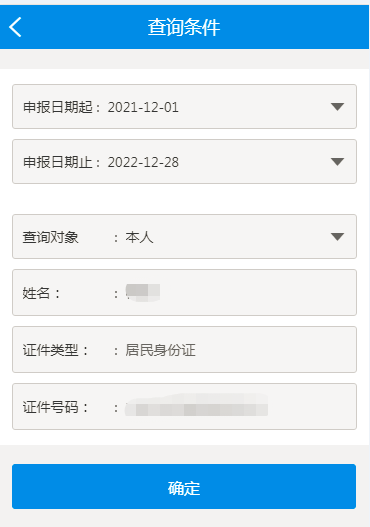 查询条件
申报日期起：2021-12-01
申报日期止：2022-12-28
查询对象 ：本人
姓名： ：
证件类型： ：居民身份证
证件号码： ：
确定